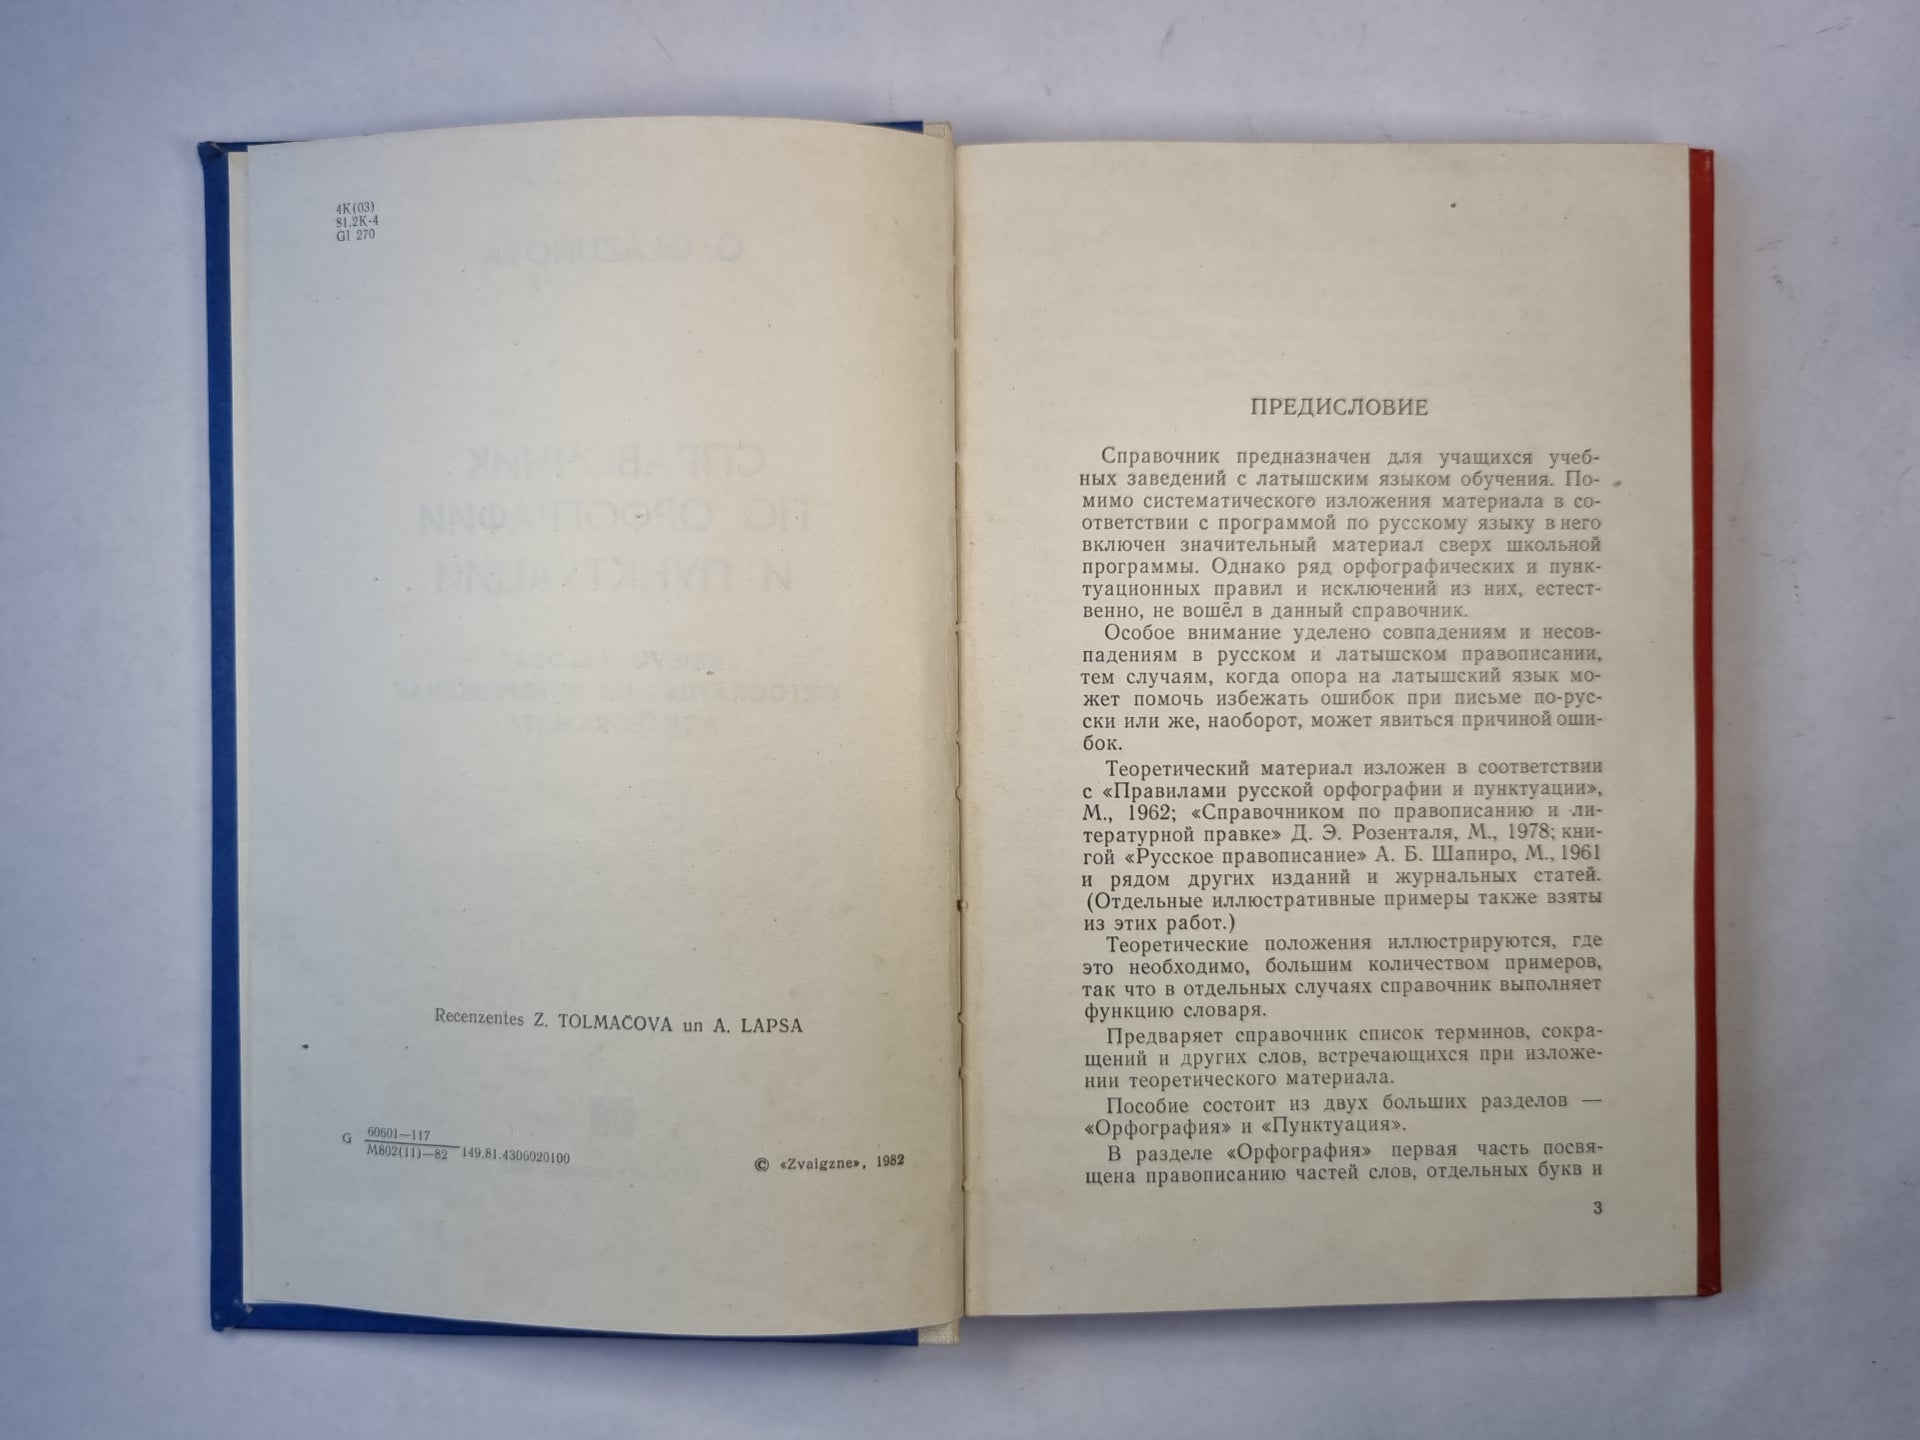 4К(03)
81.2К-4
Gl 270
Recenzentes Z. TOLMAČOVA un A. LAPSA
G 60601—117
M802(11)—82 149.81.4306020100
© «Zvaigzne», 1982
ПРЕДИСЛОВИЕ
Справочник предназначен для учащихся учеб-
ных заведений с латышским языком обучения. По-
мимо систематического изложения материала в со-
ответствии с программой по русскому языку в него
включен значительный материал сверх школьной
программы. Однако ряд орфографических и пунк-
туационных правил и исключений из них, естест-
венно, не вошёл в данный справочник.
Особое внимание уделено совпадениям и несов-
падениям в русском и латышском правописании,
тем случаям, когда опора на латышский язык мо-
жет помочь избежать ошибок при письме по-рус-
ски или же, наоборот, может явиться причиной оши-
бок.
Теоретический материал изложен в соответствии
с «Правилами русской орфографии и пунктуации»,
М., 1962; «Справочником по правописанию и ли-
тературной правке» Д. Э. Розенталя, М., 1978; кни-
гой «Русское правописание» А. Б. Шапиро, М., 1961
и рядом других изданий и журнальных статей.
(Отдельные иллюстративные примеры также взяты
из этих работ.)
Теоретические положения иллюстрируются, где
это необходимо, большим количеством примеров,
так что в отдельных случаях справочник выполняет
функцию словаря.
Предваряет справочник список терминов, сокра-
щений и других слов, встречающихся при изложе-
нии теоретического материала.
Пособие состоит из двух больших разделов —
«Орфография» и «Пунктуация».
В разделе «Орфография» первая часть посвя-
щена правописанию частей слов, отдельных букв и
3